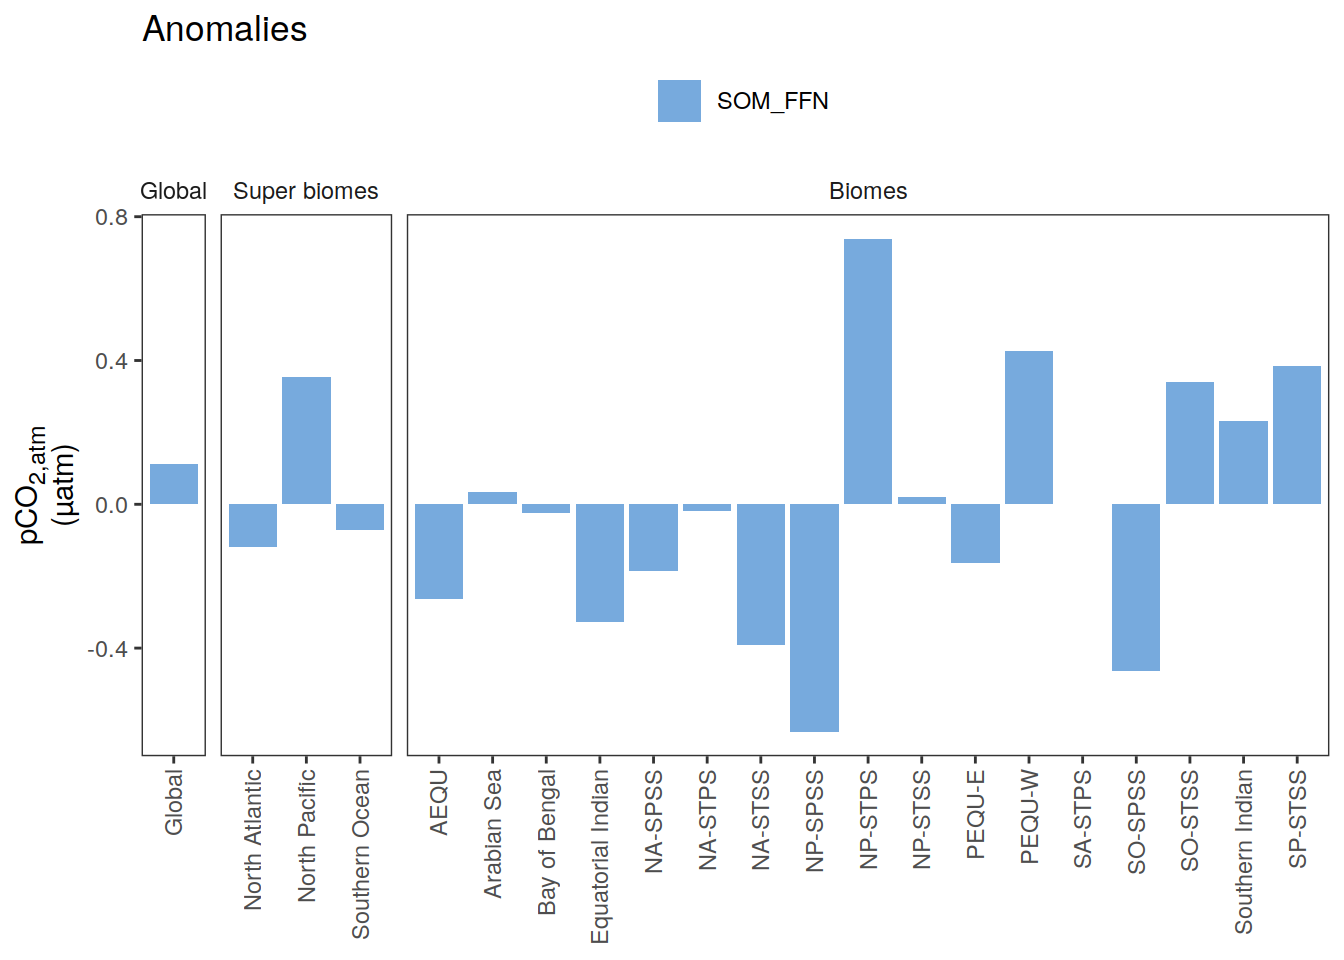 Anomalies
SOM_FFN
Global
Super biomes
Biomes
0.8
0.4
0.0
-0.4
pCO2,atm
(µatm)
Global
North Atlantic
North Pacific
Southern Ocean
AEQU
Arabian Sea
Bay of Bengal
Equatorial Indian
NA-SPSS
NA-STPS
NA-STSS
NP-SPSS
NP-STPS
NP-STSS
PEQU-E
PEQU-W
SA-STPS
SO-SPSS
SO-STSS
Southern Indian
SP-STSS